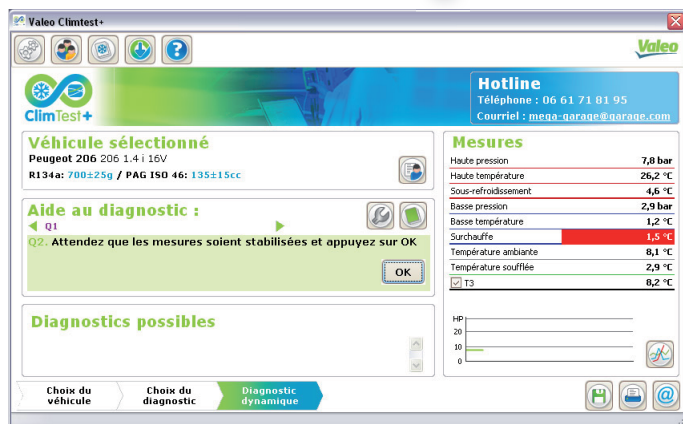 Valeo Climtest+
Valeo
ClimTest+
Hotline
Téléphone : 06 61 71 81 95
Courriel : mega-garage@garage.com
Véhicule sélectionné
Peugeot 206 206 1.4 i 16V
R134a: 700±25g / PAG ISO 46: 135±15cc
Aide au diagnostic :
Q1
Q2. Attendez que les mesures soient stabilisées et appuyez sur OK
OK
Diagnostics possibles
Mesures
Haute pression 7,8 bar
Haute température 26,2 °C
Sous-refroidissement 4,6 °C
Basse pression 2,9 bar
Basse température 1,2 °C
Surchauffe 1,5 °C
Température ambiante 8,1 °C
Température soufflée 2,9 °C
T3 8,2 °C
HP
20
10
0
Choix du véhicule
Choix du diagnostic
Diagnostic dynamique